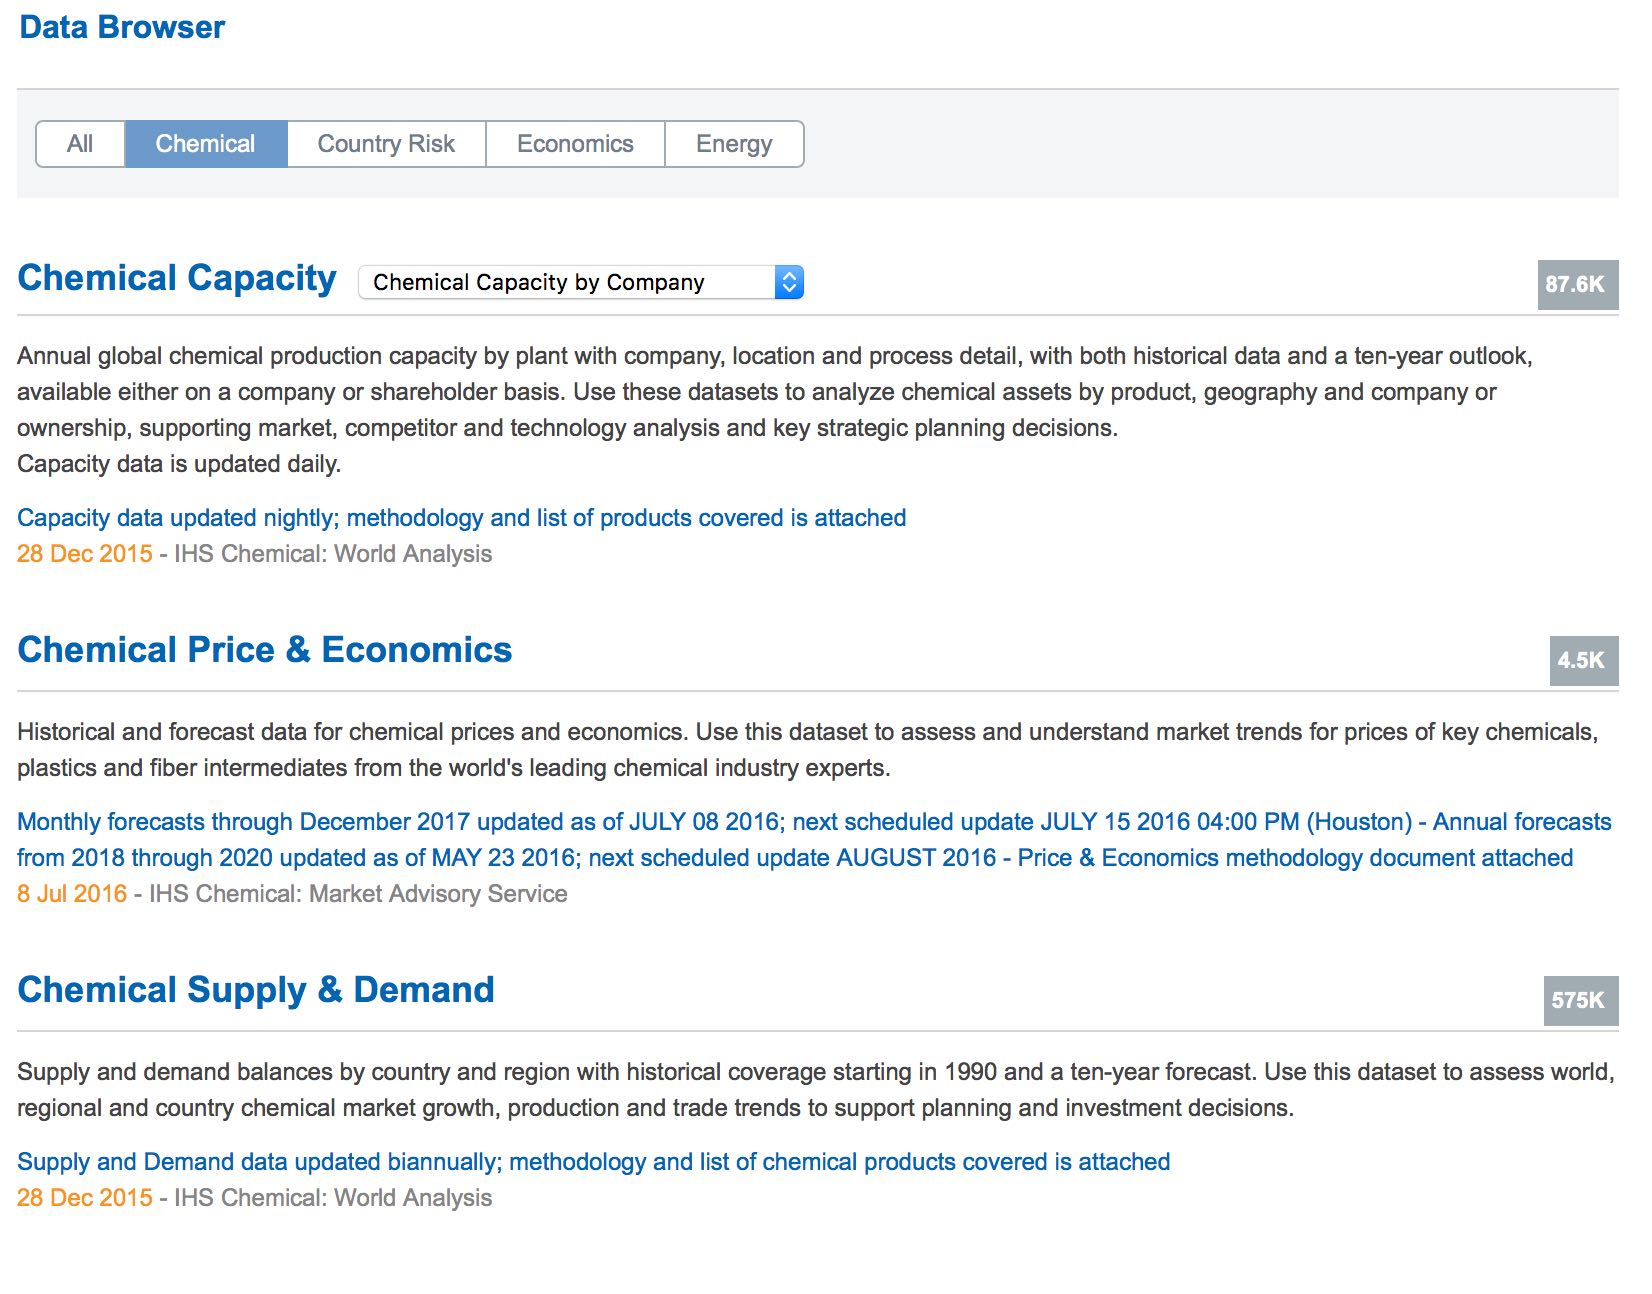 Data Browser
All Chemical Country Risk Economics Energy
Chemical Capacity Chemical Capacity by Company 87.6K
Annual global chemical production capacity by plant with company, location and process detail, with both historical data and a ten-year outlook,
available either on a company or shareholder basis. Use these datasets to analyze chemical assets by product, geography and company or
ownership, supporting market, competitor and technology analysis and key strategic planning decisions.
Capacity data is updated daily.
Capacity data updated nightly; methodology and list of products covered is attached
28 Dec 2015 - IHS Chemical: World Analysis
Chemical Price & Economics 4.5K
Historical and forecast data for chemical prices and economics. Use this dataset to assess and understand market trends for prices of key chemicals,
plastics and fiber intermediates from the world's leading chemical industry experts.
Monthly forecasts through December 2017 updated as of JULY 08 2016; next scheduled update JULY 15 2016 04:00 PM (Houston) - Annual forecasts
from 2018 through 2020 updated as of MAY 23 2016; next scheduled update AUGUST 2016 - Price & Economics methodology document attached
8 Jul 2016 - IHS Chemical: Market Advisory Service
Chemical Supply & Demand 575K
Supply and demand balances by country and region with historical coverage starting in 1990 and a ten-year forecast. Use this dataset to assess world,
regional and country chemical market growth, production and trade trends to support planning and investment decisions.
Supply and Demand data updated biannually; methodology and list of chemical products covered is attached
28 Dec 2015 - IHS Chemical: World Analysis